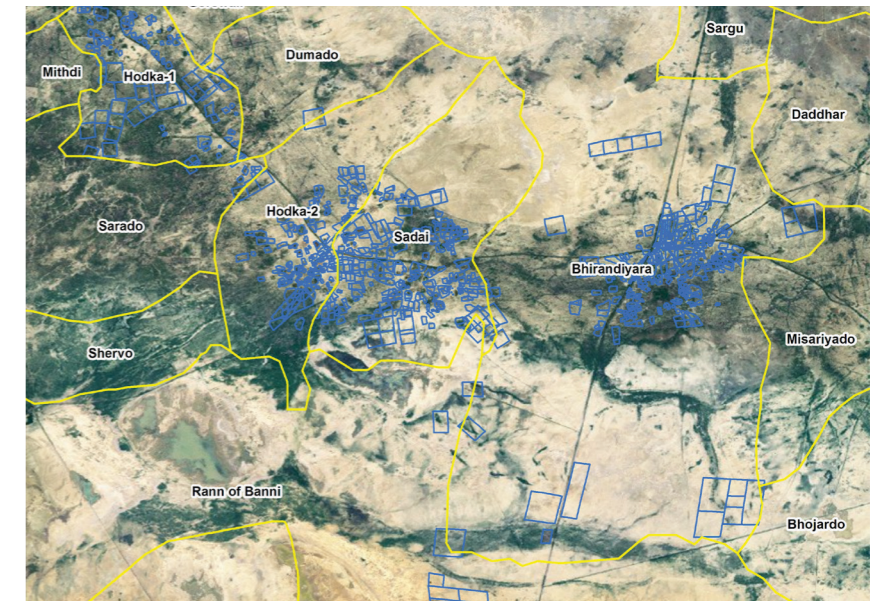 Sargu
Dumado
Mithdi
Hodka-1
Daddhar
Sarado
Hodka-2
Sadai
Bhirandiyara
Misariyado
Shervo
Rann of Banni
Bhojardo